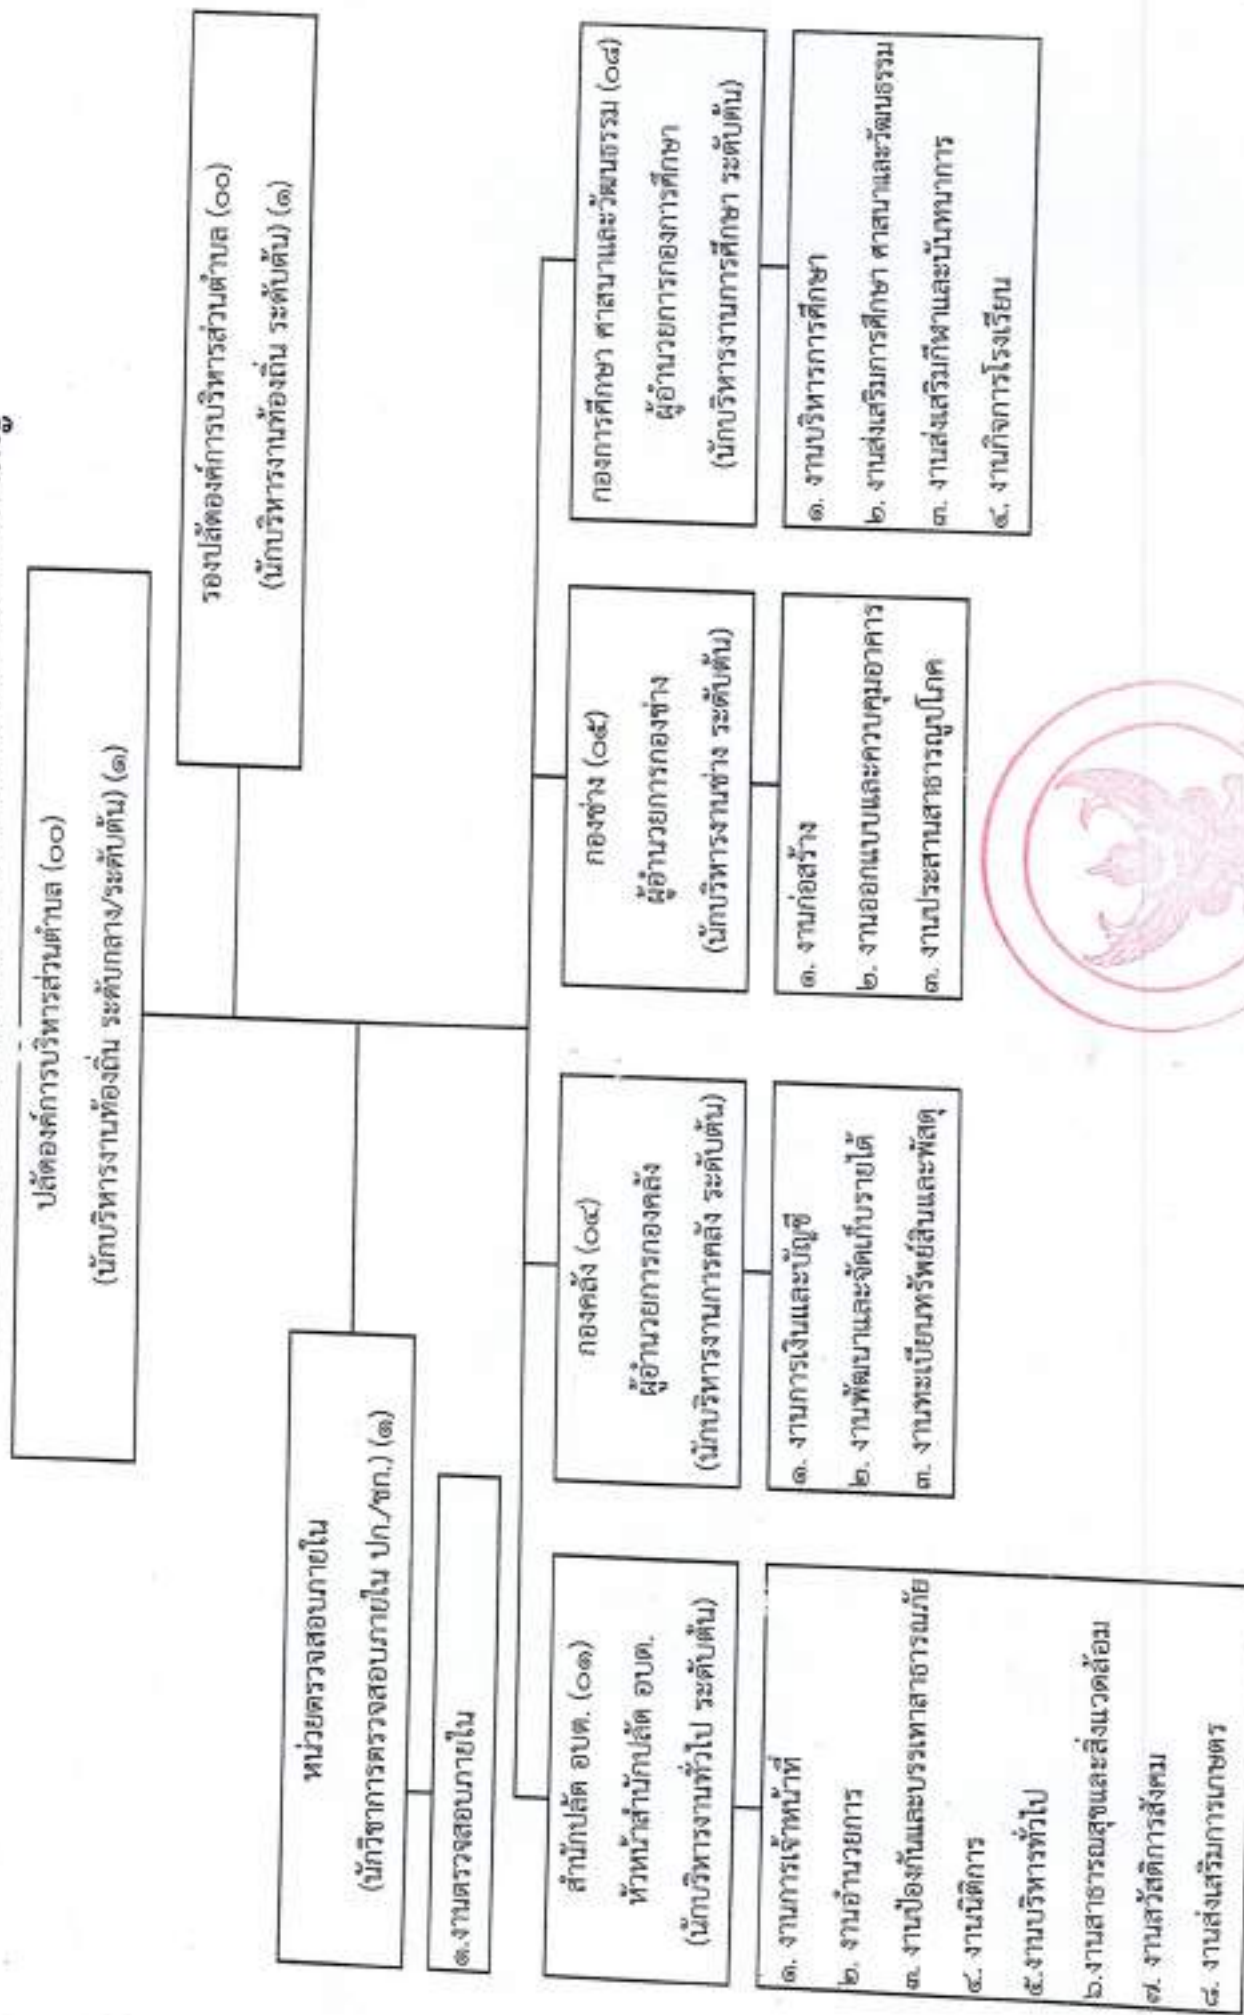 ปลัดองค์การบริหารส่วนตำบล (๐๐)
(นักบริหารงานท้องถิ่น ระดับกลาง/ระดับต้น) (๑)
รองปลัดองค์การบริหารส่วนตำบล (๐๐)
(นักบริหารงานท้องถิ่น ระดับต้น) (๑)
หน่วยตรวจสอบภายใน
(นักวิชาการตรวจสอบภายใน ปก./ชก.) (๑)
๑.งานตรวจสอบภายใน
สำนักปลัด อบต. (๐๑)
หัวหน้าสำนักปลัด อบต.
(นักบริหารงานทั่วไป ระดับต้น)
๑. งานการเจ้าหน้าที่
๒. งานอำนวยการ
๓. งานป้องกันและบรรเทาสาธารณภัย
๔. งานนิติการ
๕.งานบริหารทั่วไป
๖.งานสาธารณสุขและสิ่งแวดล้อม
๗. งานสวัสดิการสังคม
๘. งานส่งเสริมการเกษตร
กองคลัง (๐๔)
ผู้อำนวยการกองคลัง
(นักบริหารงานการคลัง ระดับต้น)
๑. งานการเงินและบัญชี
๒. งานพัฒนาและจัดเก็บรายได้
๓. งานทะเบียนทรัพย์สินและพัสดุ
กองช่าง (๐๕)
ผู้อำนวยการกองช่าง
(นักบริหารงานช่าง ระดับต้น)
๑. งานก่อสร้าง
๒. งานออกแบบและควบคุมอาคาร
๓. งานประสานสาธารณูปโภค
กองการศึกษา ศาสนาและวัฒนธรรม (๐๘)
ผู้อำนวยการกองการศึกษา
(นักบริหารงานการศึกษา ระดับต้น)
๑. งานบริหารการศึกษา
๒. งานส่งเสริมการศึกษา ศาสนาและวัฒนธรรม
๓. งานส่งเสริมกีฬาและนันทนาการ
๔. งานกิจการโรงเรียน